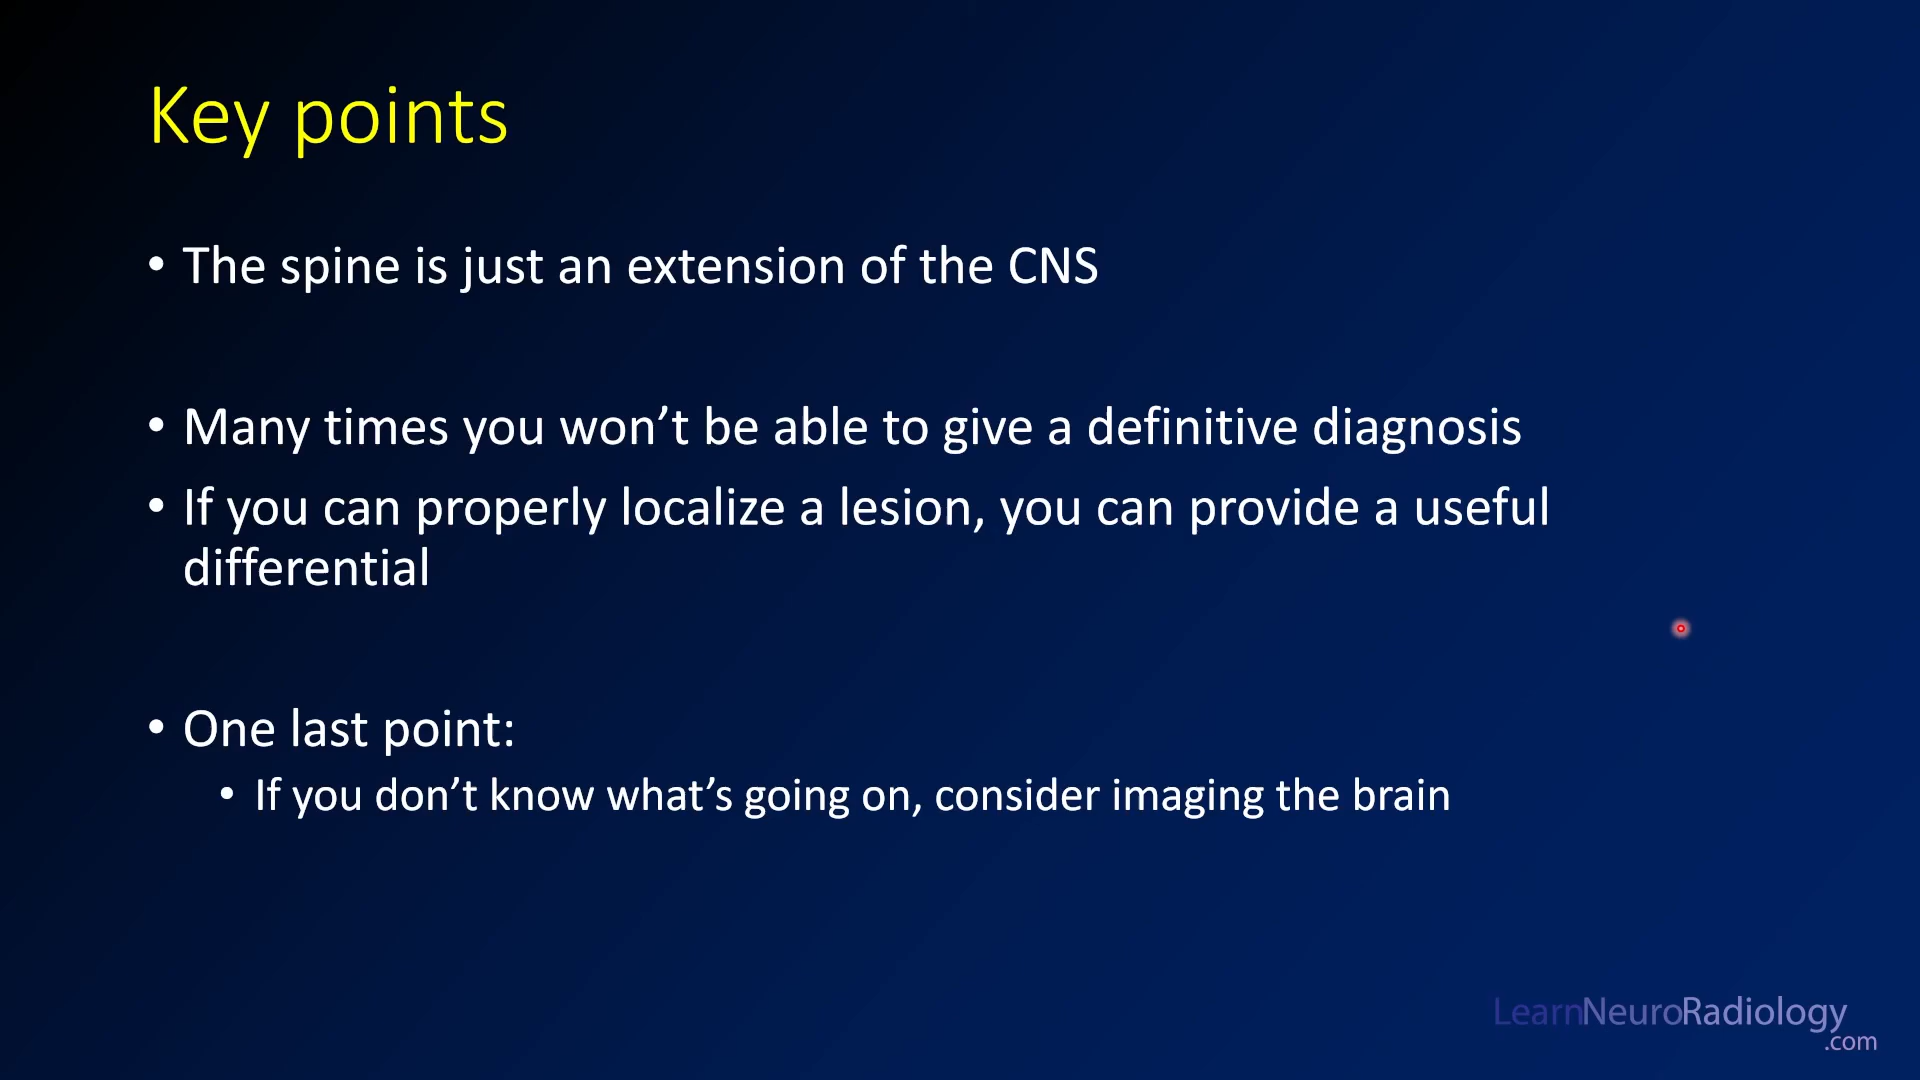 Key points
• The spine is just an extension of the CNS
• Many times you won’t be able to give a definitive diagnosis
• If you can properly localize a lesion, you can provide a useful
differential
• One last point:
• If you don’t know what’s going on, consider imaging the brain
LearnNeuroRadiology
.com